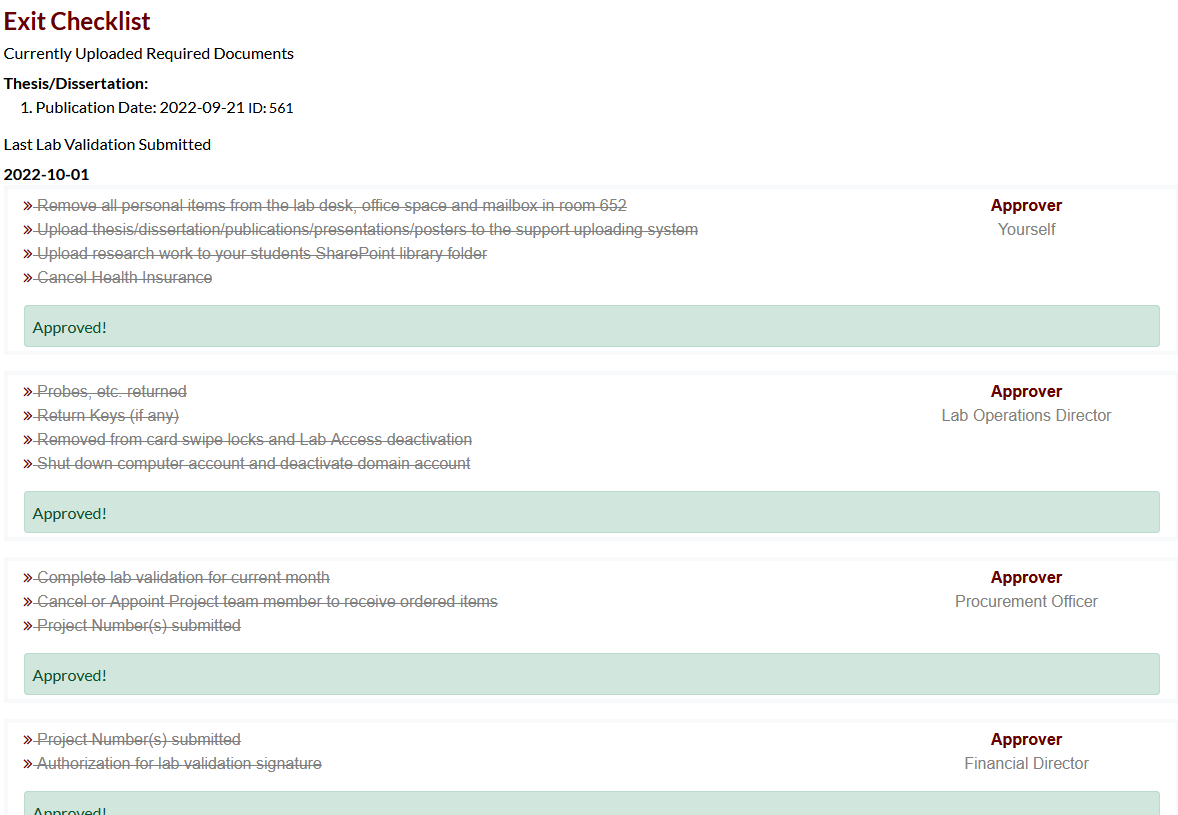 Exit Checklist
Currently Uploaded Required Documents
Thesis/Dissertation:
1. Publication Date: 2022-09-21 ID: 561
Last Lab Validation Submitted
2022-10-01
» Remove all personal items from the lab desk, office space and mailbox in room 652
» Upload thesis/dissertation/publications/presentations/posters to the support uploading system
» Upload research work to your students SharePoint library folder
» Cancel Health Insurance
Approver
Yourself
Approved!
» Probes, etc. returned
» Return Keys (if any)
» Removed from card swipe locks and Lab Access deactivation
» Shut down computer account and deactivate domain account
Approver
Lab Operations Director
Approved!
» Complete lab validation for current month
» Cancel or Appoint Project team member to receive ordered items
» Project Number(s) submitted
Approver
Procurement Officer
Approved!
» Project Number(s) submitted
» Authorization for lab validation signature
Approver
Financial Director
Approved!